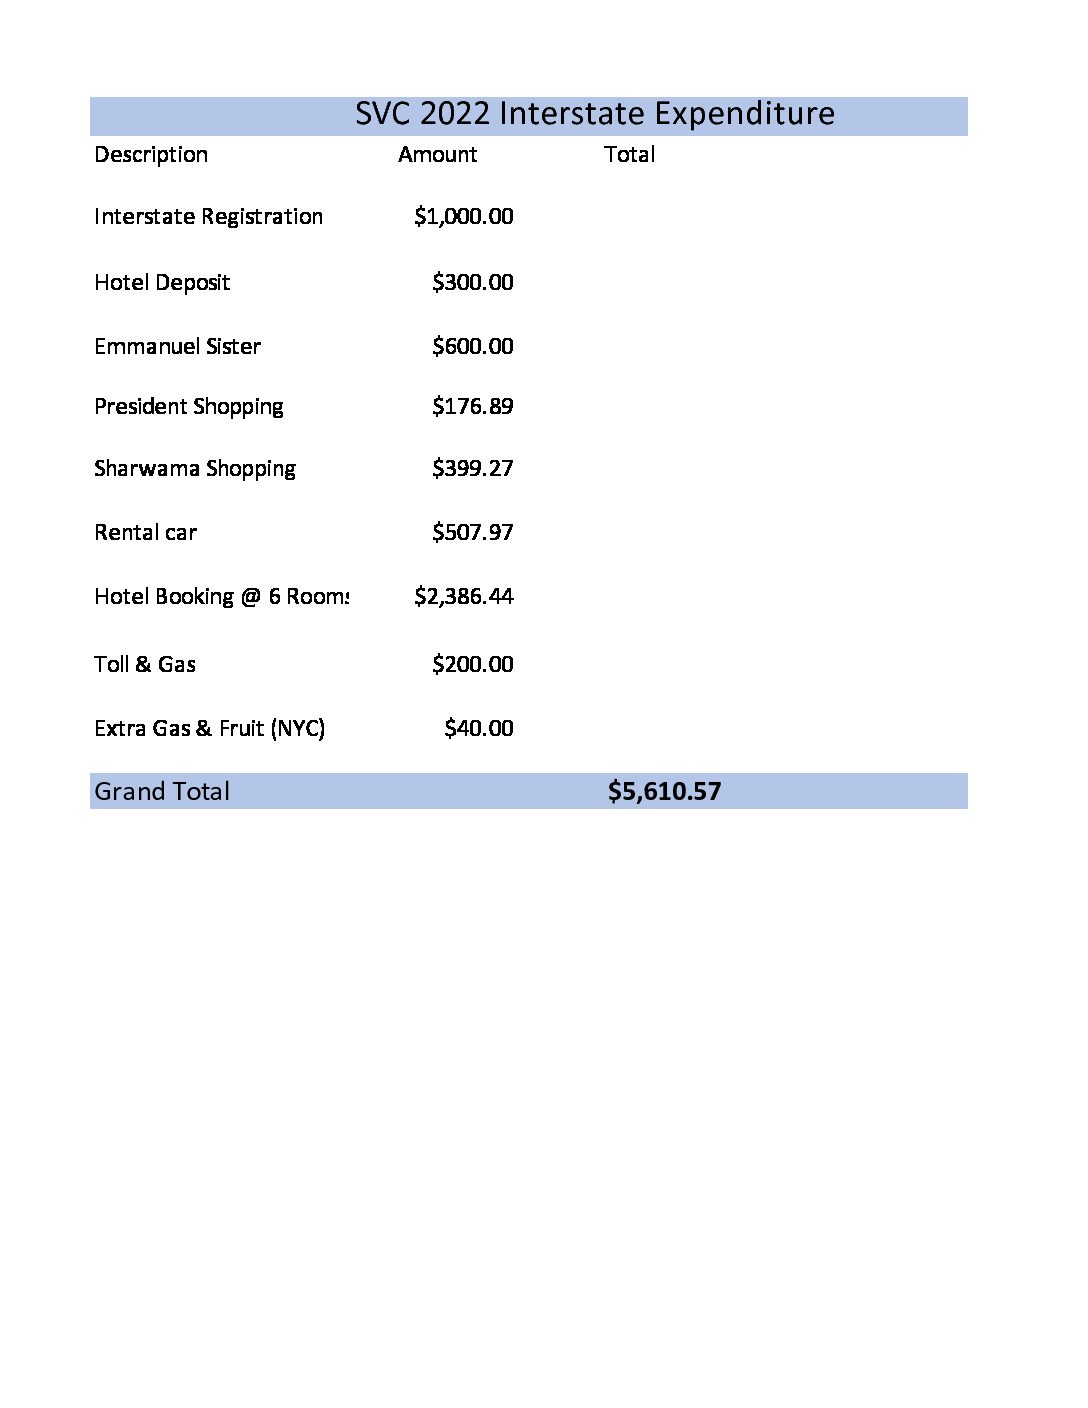 SVC 2022 Interstate Expenditure
Description Amount Total
Interstate Registration $1,000.00
Hotel Deposit $300.00
Emmanuel Sister $600.00
President Shopping $176.89
Sharwama Shopping $399.27
Rental car $507.97
Hotel Booking @ 6 Rooms $2,386.44
Toll & Gas $200.00
Extra Gas & Fruit (NYC) $40.00
Grand Total $5,610.57